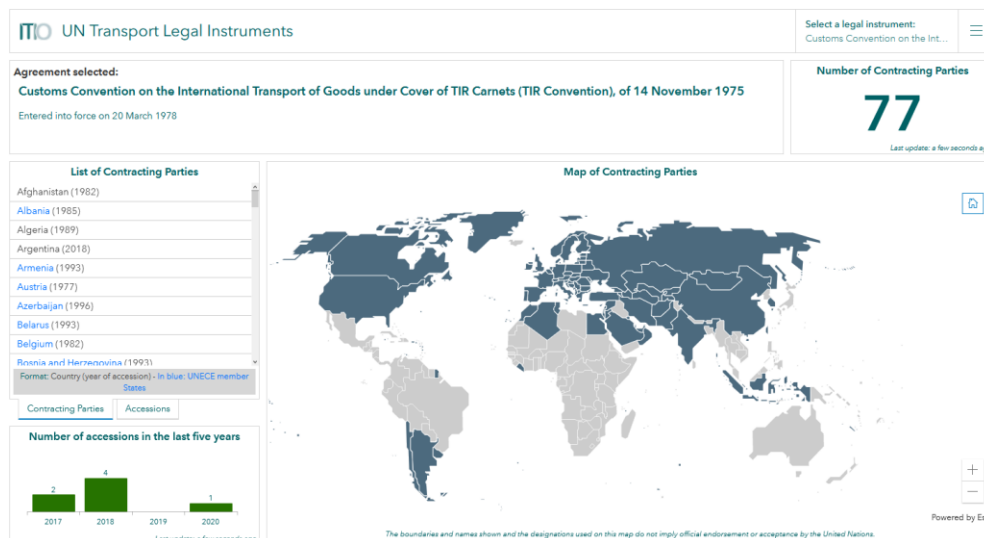 ITIO UN Transport Legal Instruments
Select a legal instrument:
Customs Convention on the Int...
Agreement selected:
Customs Convention on the International Transport of Goods under Cover of TIR Carnets (TIR Convention), of 14 November 1975
Entered into force on 20 March 1978
Number of Contracting Parties
77
Last update: a few seconds a
List of Contracting Parties
Afghanistan (1982)
Albania (1985)
Algeria (1989)
Argentina (2018)
Armenia (1993)
Austria (1977)
Azerbaijan (1996)
Belarus (1993)
Belgium (1982)
Bosnia and Herzegovina (1993)
Format: Country (year of accession) - In blue: UNECE member
States
Contracting Parties
Accessions
Number of accessions in the last five years
2
4
1
2017
2018
2019
2020
Last update: a few seconds ago
Map of Contracting Parties
+
−
Powered by Es
The boundaries and names shown and the designations used on this map do not imply official endorsement or acceptance by the United Nations.